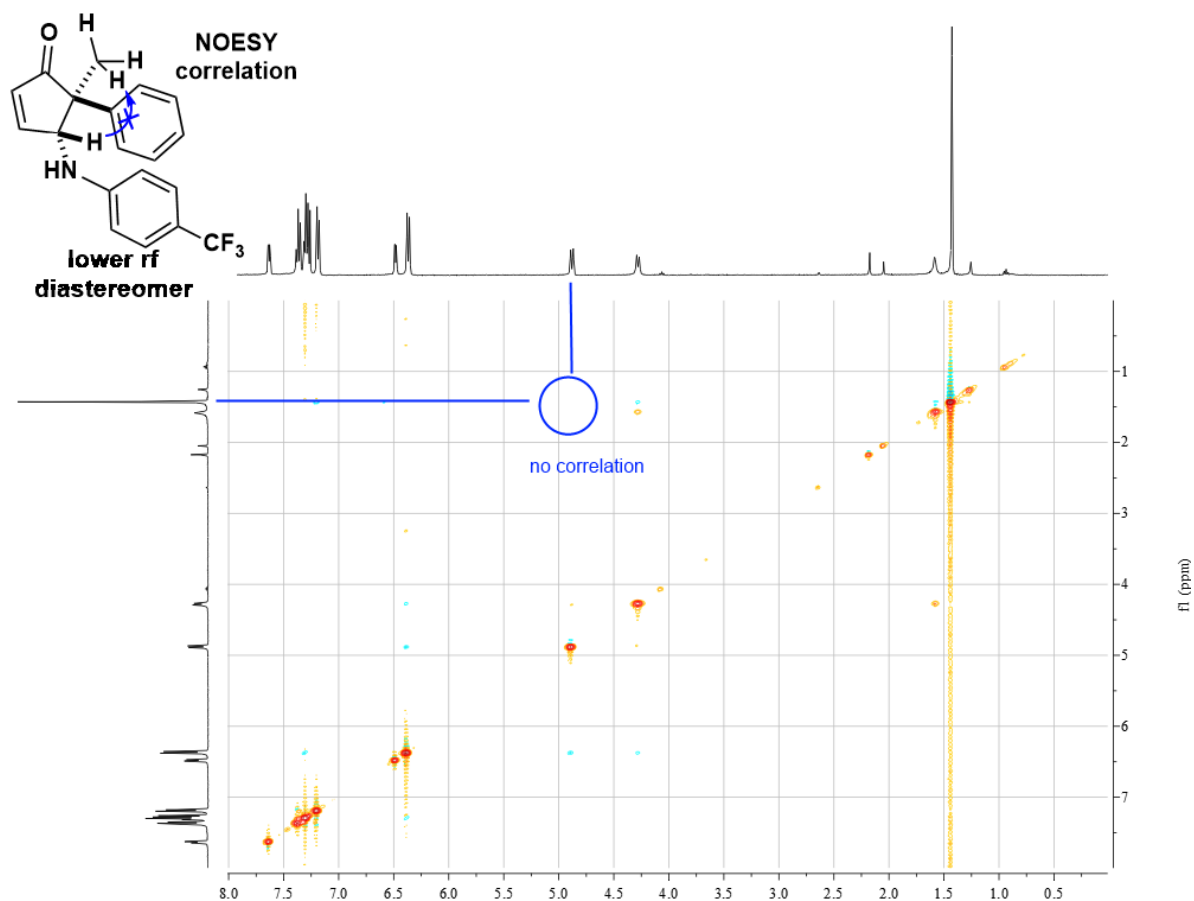 H
O
H
NOESY
correlation
H
H
HN
CF3
lower rf
diastereomer
no correlation
1
2
3
4
5
6
7
f1 (ppm)
8.0 7.5 7.0 6.5 6.0 5.5 5.0 4.5 4.0 3.5 3.0 2.5 2.0 1.5 1.0 0.5